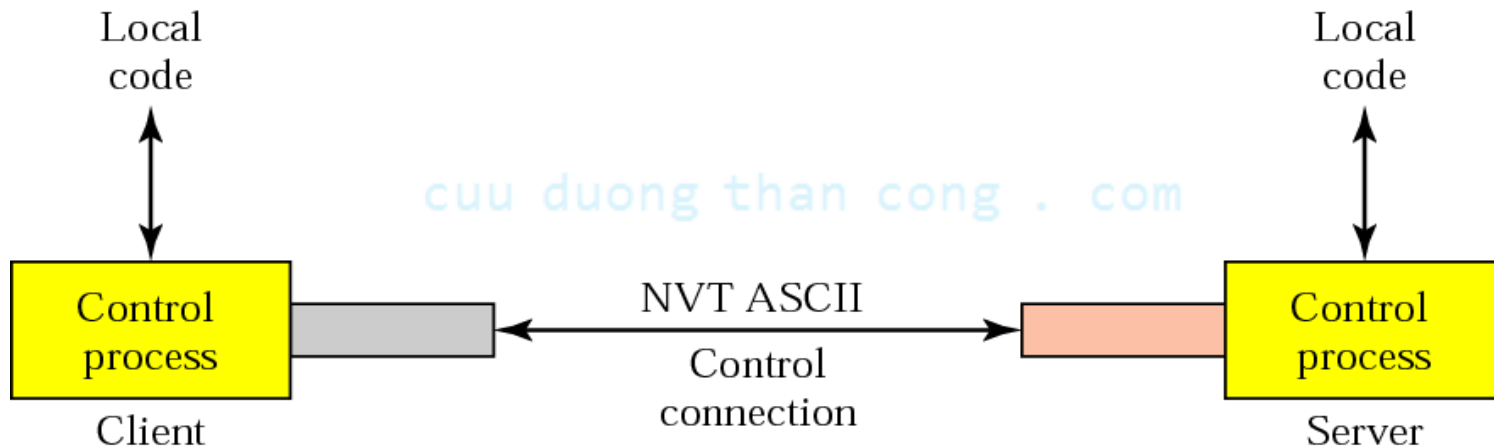 Local
code
Local
code
cuu duong than cong . com
Control
process
NVT ASCII
Control
connection
Control
process
Client
Server